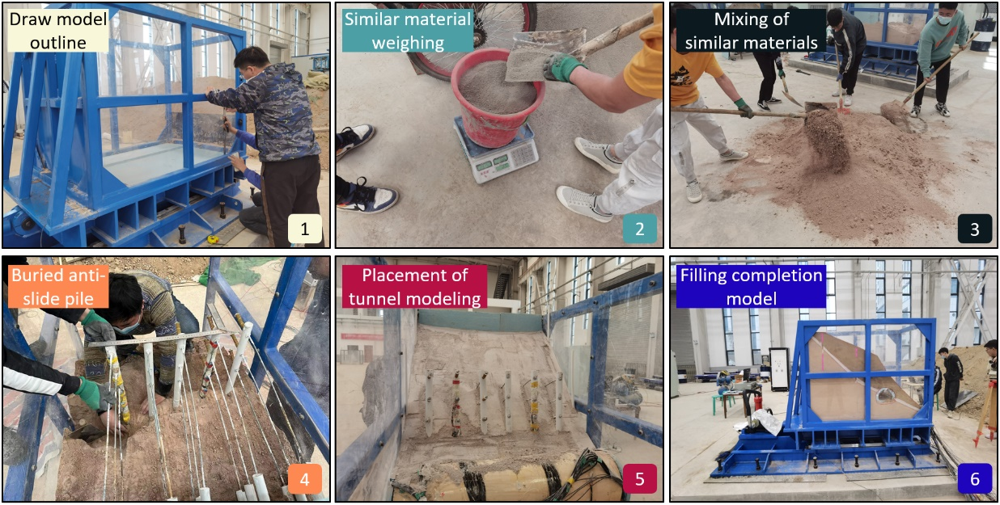 Draw model
outline
1
Similar material
weighing
2
Mixing of
similar materials
3
Buried anti-
slide pile
4
Placement of
tunnel modeling
5
Filling completion
model
6